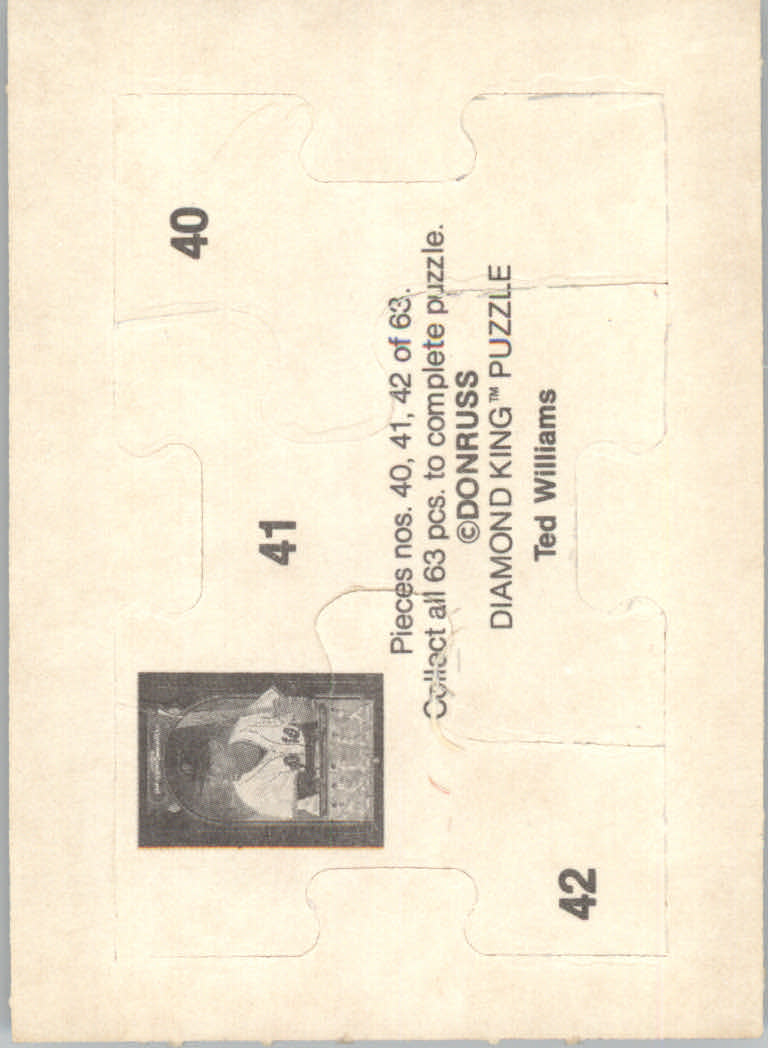 40
41
42
Pieces nos. 40, 41, 42 of 63.
Collect all 63 pcs. to complete puzzle.
©DONRUSS
DIAMOND KING™ PUZZLE
Ted Williams